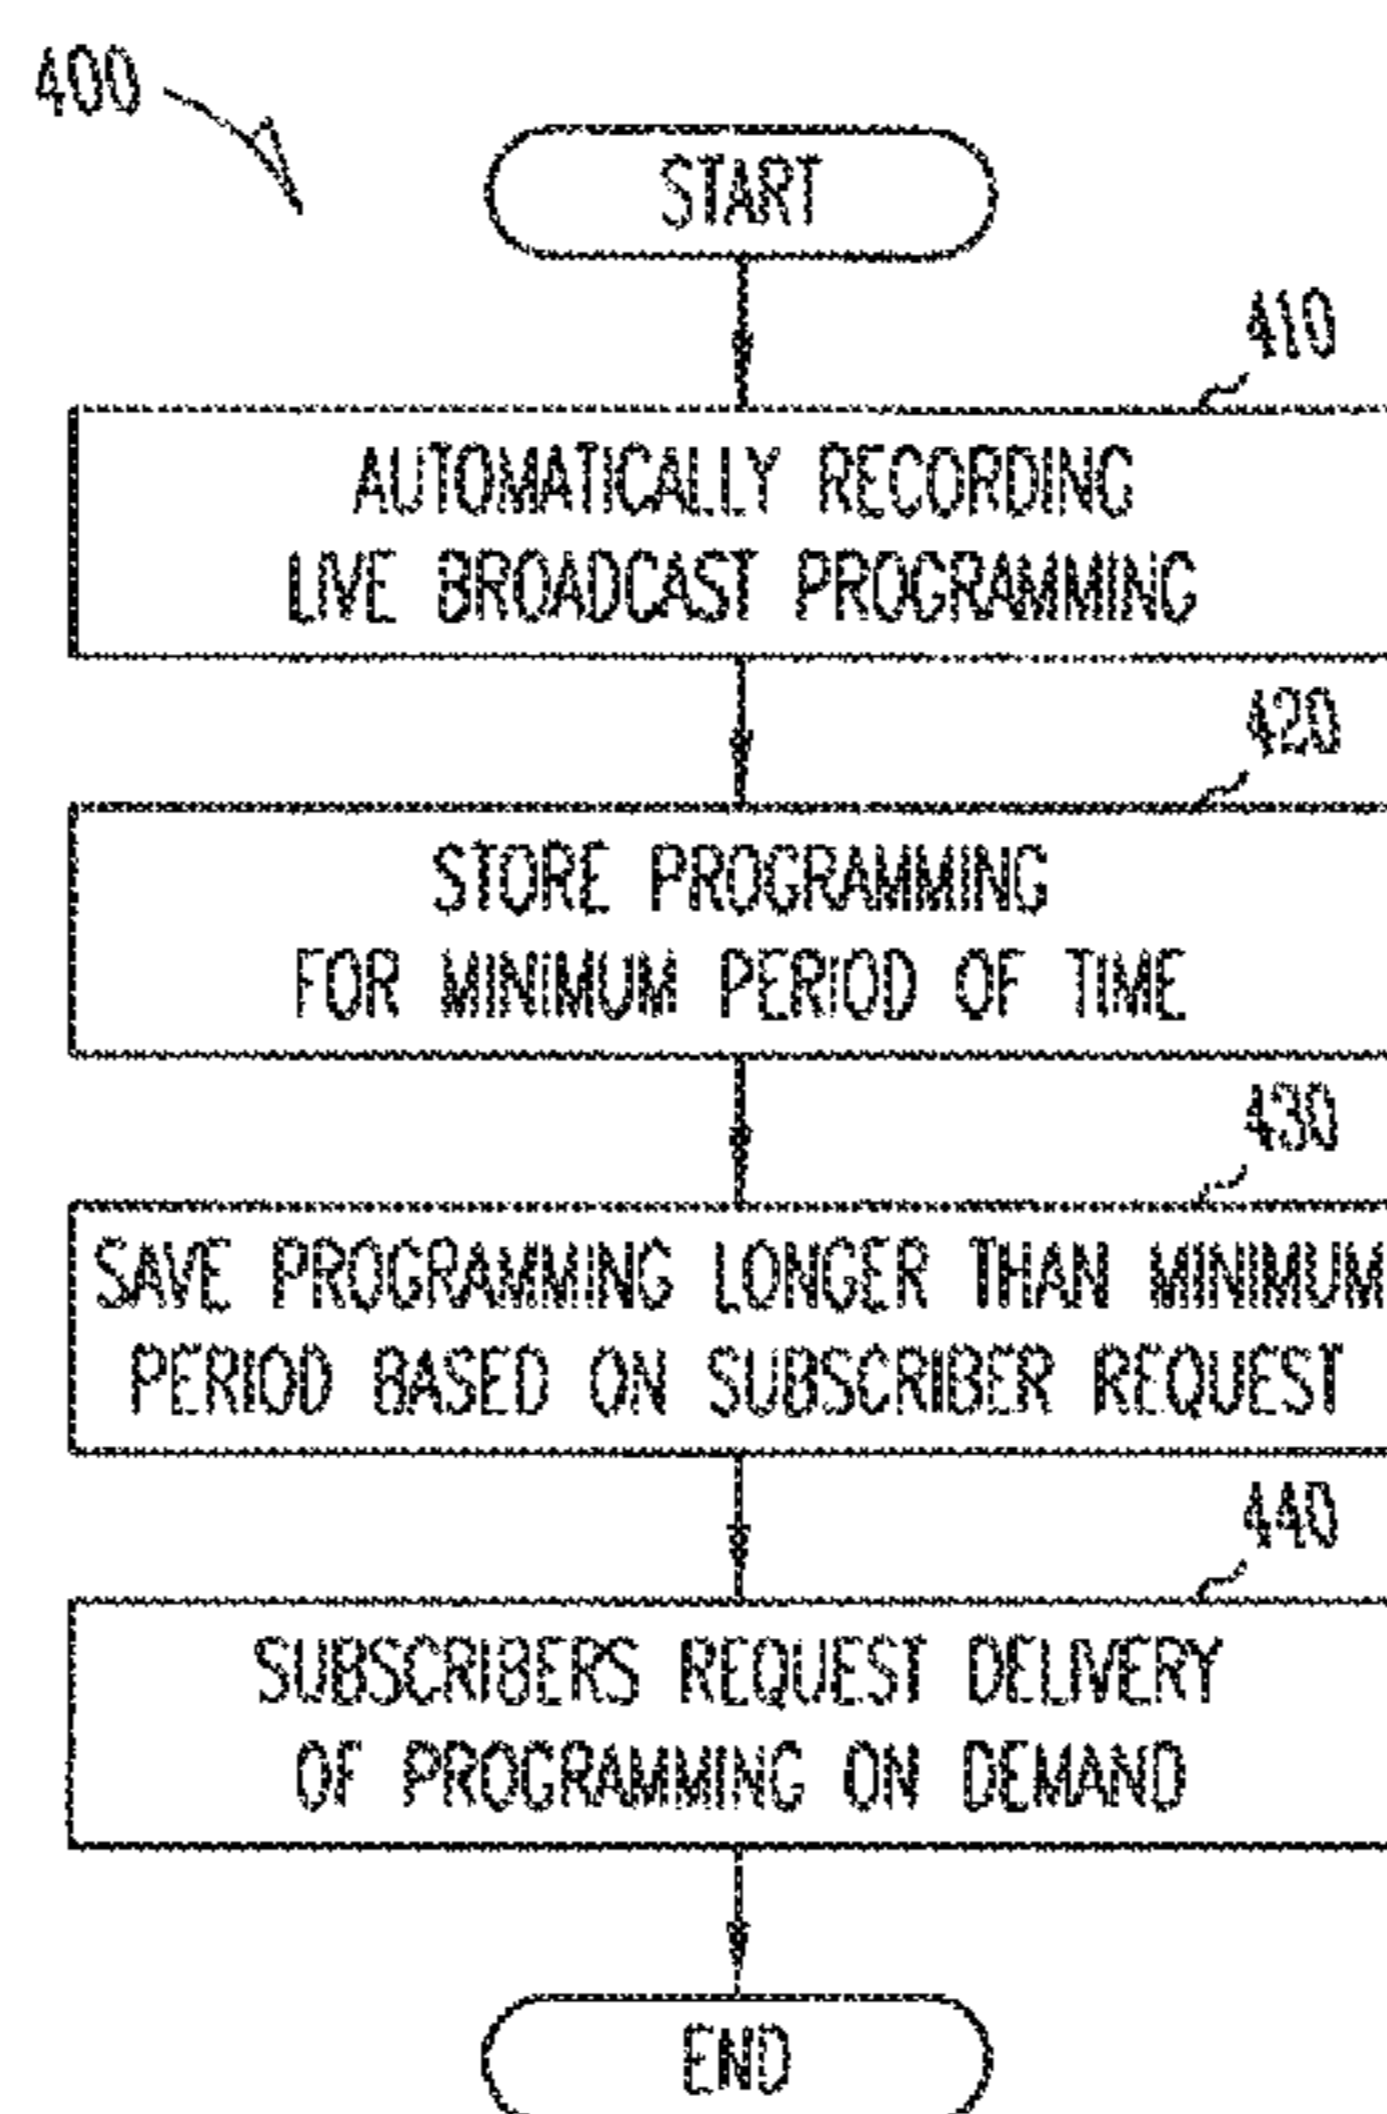 400
START
410
AUTOMATICALLY RECORDING
LIVE BROADCAST PROGRAMMING
420
STORE PROGRAMMING
FOR MINIMUM PERIOD OF TIME
430
SAVE PROGRAMMING LONGER THAN MINIMUM
PERIOD BASED ON SUBSCRIBER REQUEST
440
SUBSCRIBERS REQUEST DELIVERY
OF PROGRAMMING ON DEMAND
END